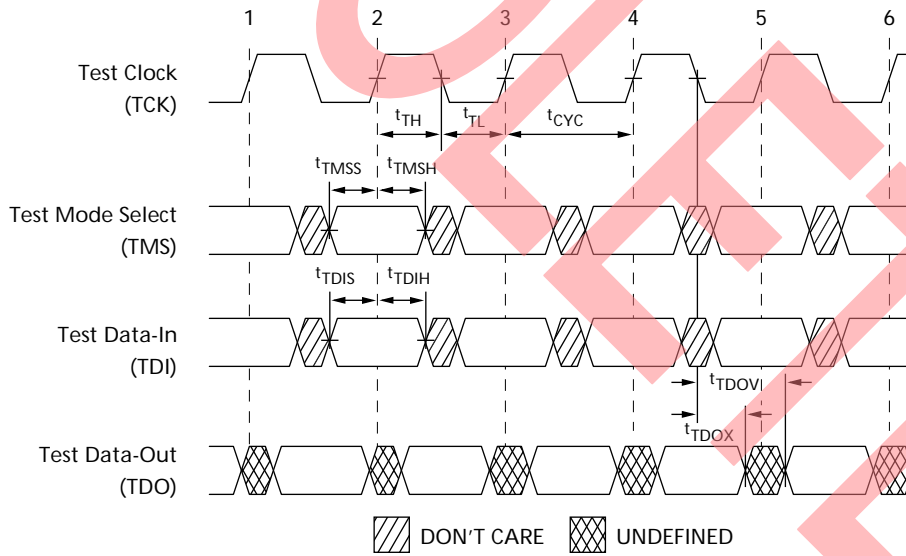 1 2 3 4 5 6
Test Clock
(TCK)
tTH tTL tCYC
tTMSS tTMSH
Test Mode Select
(TMS)
tTDIS tTDIH
Test Data-In
(TDI)
tTDOV
tTDOX
Test Data-Out
(TDO)
DON'T CARE UNDEFINED